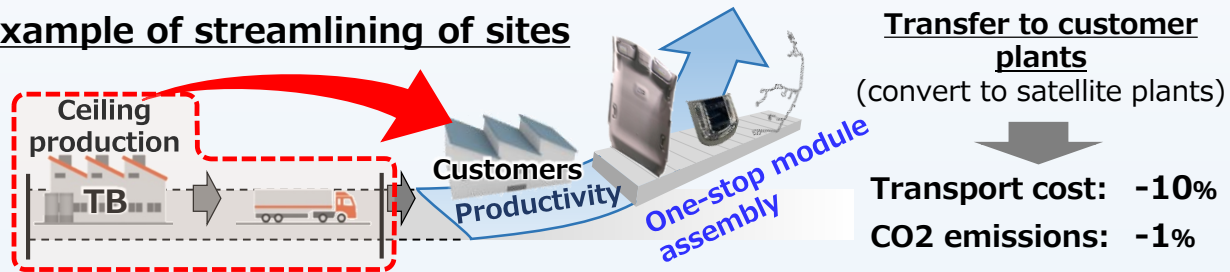 xample of streamlining of sites
Ceiling
production
TB
Customers
Productivity
One-stop module
assembly
Transfer to customer
plants
(convert to satellite plants)
Transport cost: -10%
CO2 emissions: -1%